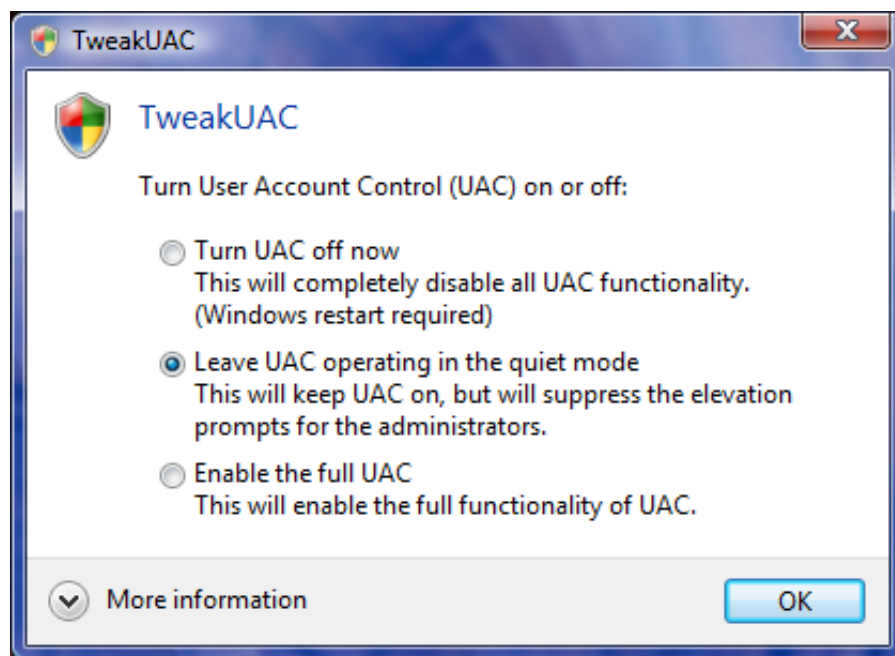 TweakUAC
TweakUAC
Turn User Account Control (UAC) on or off:
Turn UAC off now
This will completely disable all UAC functionality.
(Windows restart required)
Leave UAC operating in the quiet mode
This will keep UAC on, but will suppress the elevation
prompts for the administrators.
Enable the full UAC
This will enable the full functionality of UAC.
More information
OK